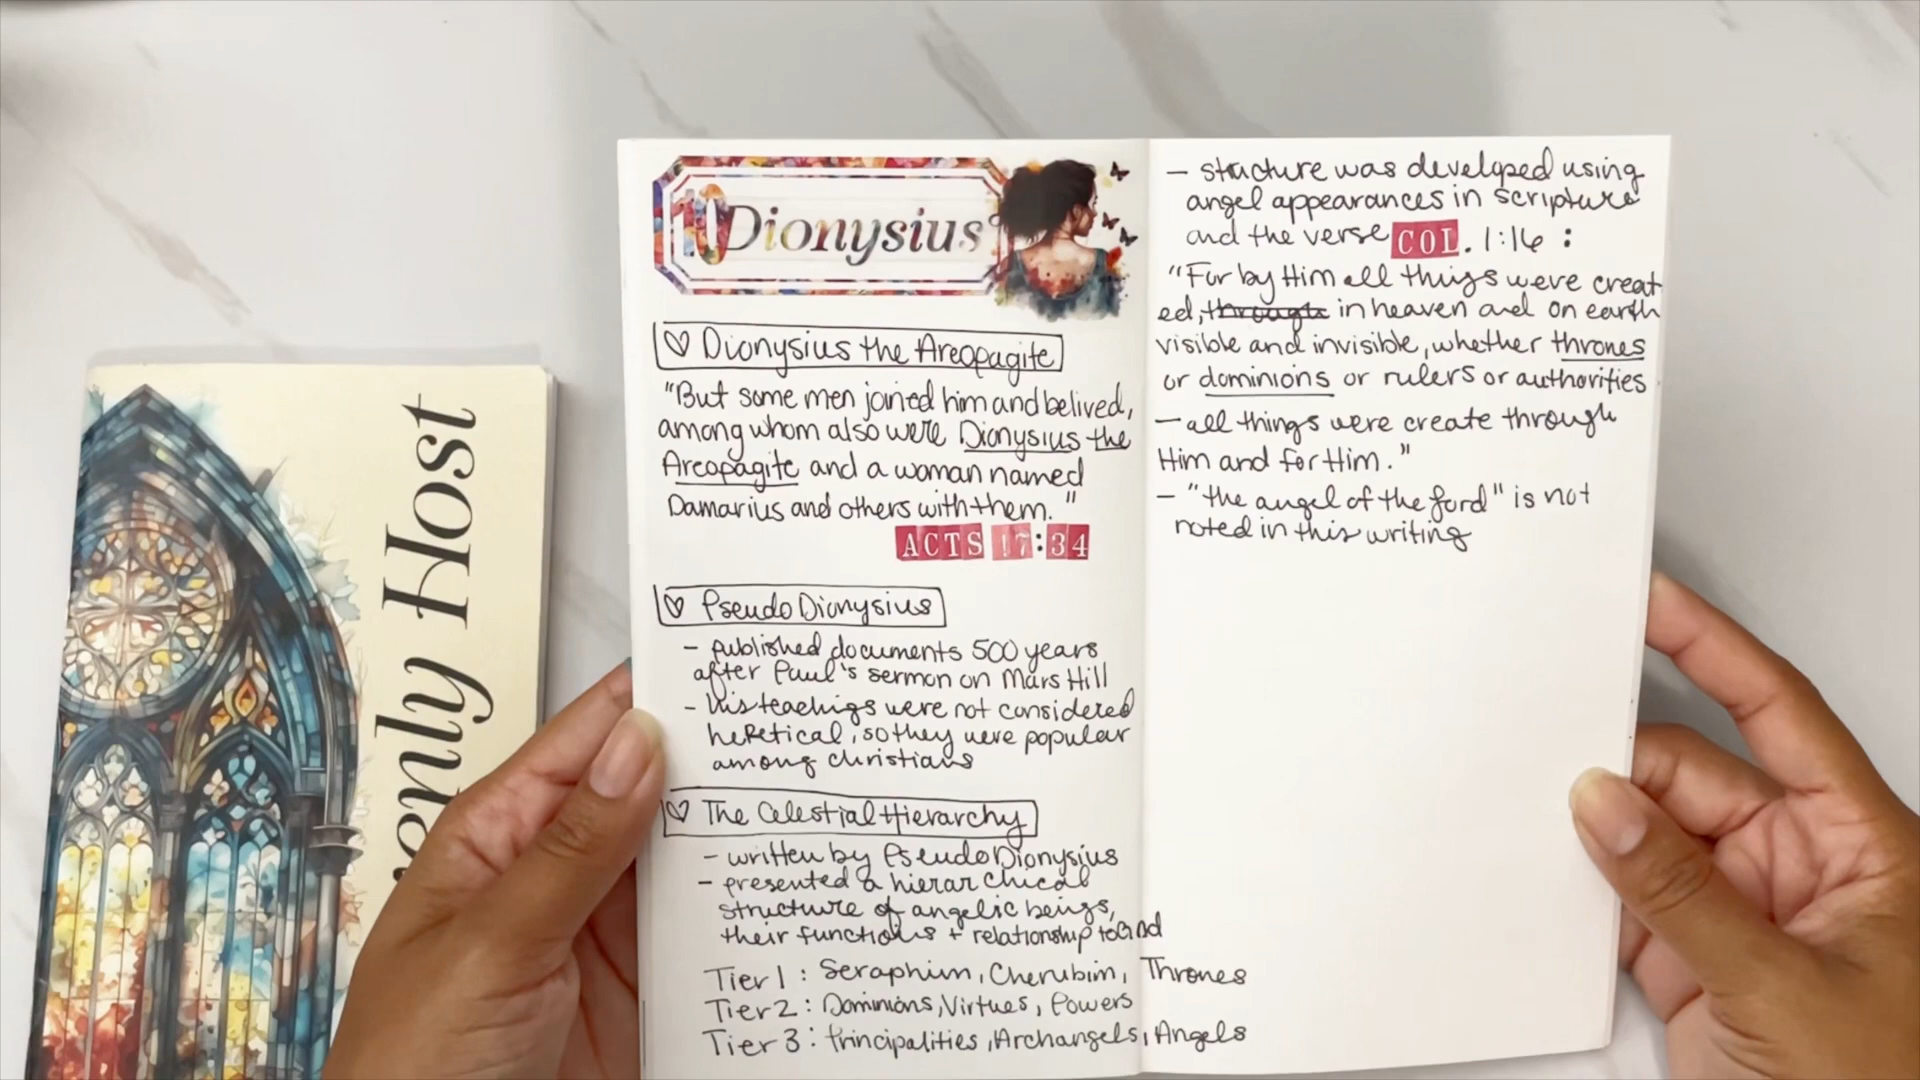 10 Dionysius
Dionysius the Areopagite
"But some men joined him and belived,
among whom also were Dionysius the
Areopagite and a woman named
Damarius and others with them."
ACTS 17:34
Pseudo Dionysius
- published documents 500 years
after Paul's sermon on Mars Hill
- his teachings were not considered
heretical, so they were popular
among christians
The Celestial Hierarchy
- written by Pseudo Dionysius
- presented a hierarchical
structure of angelic beings,
their functions + relationship to God
Tier 1: Seraphim, Cherubim, Thrones
Tier 2: Dominions, Virtues, Powers
Tier 3: Principalities, Archangels, Angels
- structure was developed using
angel appearances in scripture
and the verse COL. 1:16 :
"For by Him all things were creat
ed, through in heaven and on earth
visible and invisible, whether thrones
or dominions or rulers or authorities
- all things were create through
Him and for Him."
- "the angel of the Lord" is not
noted in this writing
enly Host